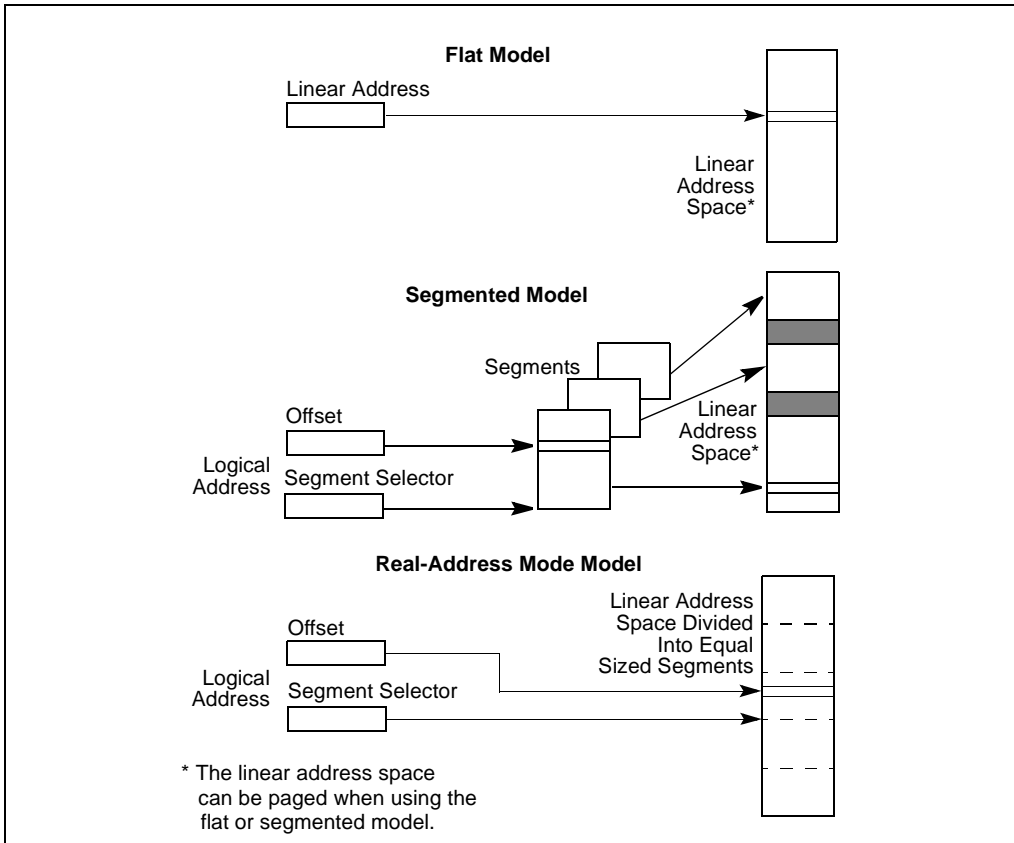 Flat Model
Linear Address
Linear
Address
Space*
Segmented Model
Segments
Offset
Logical
Address
Segment Selector
Linear
Address
Space*
Real-Address Mode Model
Offset
Logical
Address
Segment Selector
Linear Address
Space Divided
Into Equal
Sized Segments
* The linear address space
can be paged when using the
flat or segmented model.